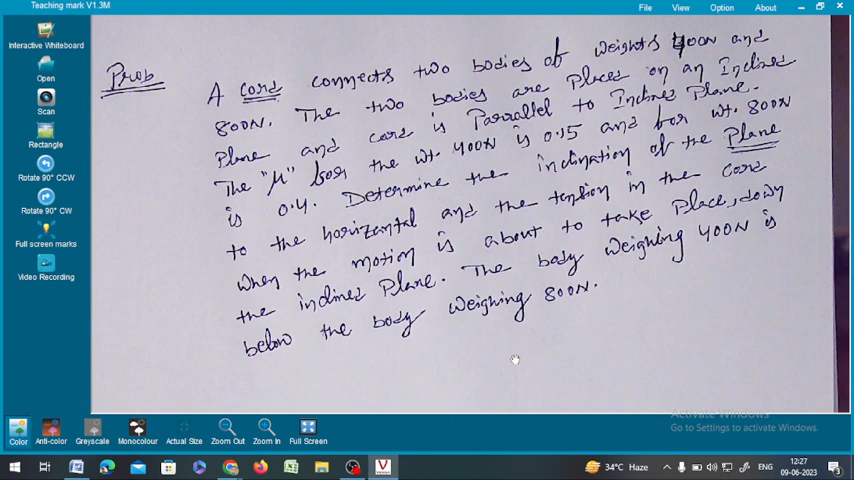 Teaching mark V1.3M
File View Option About
Interactive Whiteboard
Open
Scan
Rectangle
Rotate 90° CCW
Rotate 90° CW
Full screen marks
Video Recording
Prob
A cord connects two bodies of weights 400N and
800N. The two bodies are Placed on an Inclined
Plane and cord is Parrallel to Inclined Plane.
The "μ" for the wt. 400N is 0.15 and for wt. 800N
is 0.4. Determine the inclination of the Plane
to the horizontal and the tension in the cord
when the motion is about to take Place, down
the inclined Plane. The body weighing 400N is
below the body weighing 800N.
Activate Windows
Go to Settings to activate Windows.
Color
Anti-color
Greyscale
Monocolour
Actual Size
Zoom Out
Zoom In
Full Screen
34°C Haze
ENG
12:27
09-06-2023
3